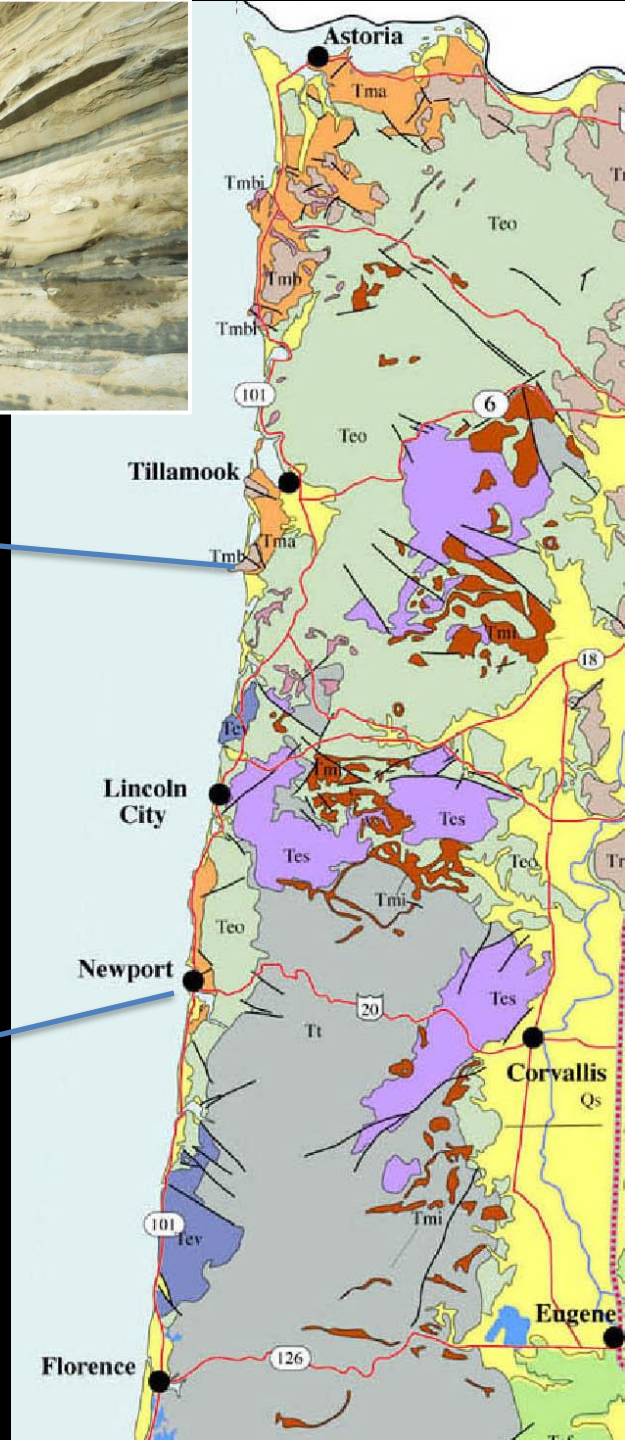 Astoria
Tma
Tmbi
Teo
Tmb
Tmbi
101
6
Teo
Tillamook
Tma
Tmb
Tmi
18
Tev
Lincoln
City
Tmi
Tes
Tes
Teo
Tmi
Teo
Newport
Tes
20
Tt
Corvallis
Qs
101
Tev
Tmi
Eugene
Florence
126